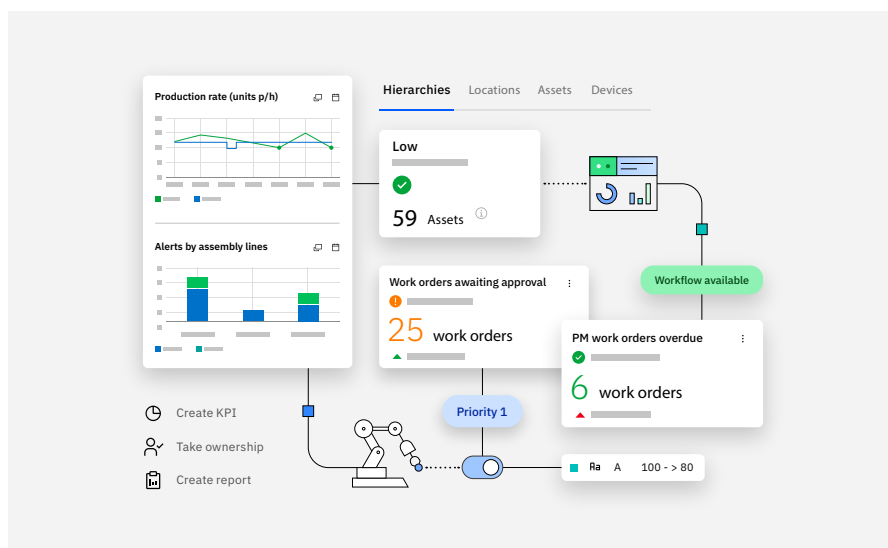 Production rate (units p/h)
Alerts by assembly lines
Hierarchies Locations Assets Devices
Low
59 Assets
Workflow available
Work orders awaiting approval
25 work orders
PM work orders overdue
6 work orders
Priority 1
Create KPI
Take ownership
Create report
Aa A 100 - > 80